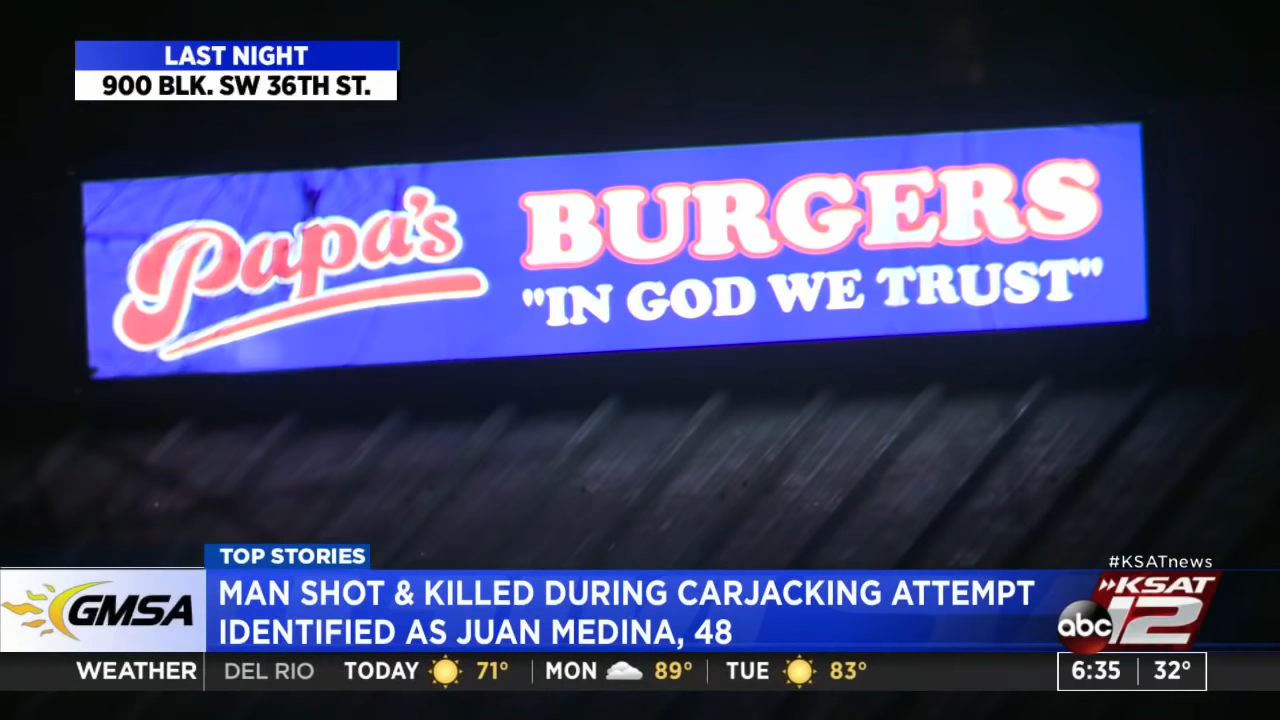 LAST NIGHT
900 BLK. SW 36TH ST.
Papa's
BURGERS
"IN GOD WE TRUST"
TOP STORIES
MAN SHOT & KILLED DURING CARJACKING ATTEMPT
IDENTIFIED AS JUAN MEDINA, 48
GMSA
#KSATnews
KSAT
abc 12
WEATHER DEL RIO TODAY 71° MON 89° TUE 83° 6:35 32°